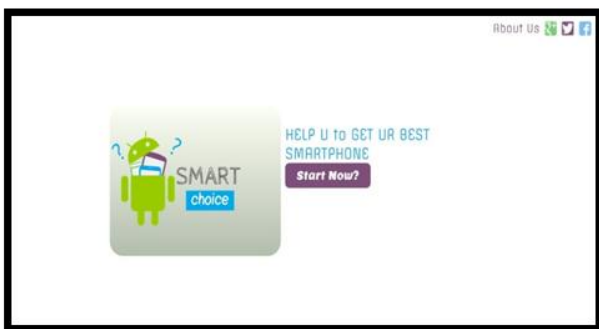 About Us
? ?
SMART
choice
HELP U to GET UR BEST
SMARTPHONE
Start Now?